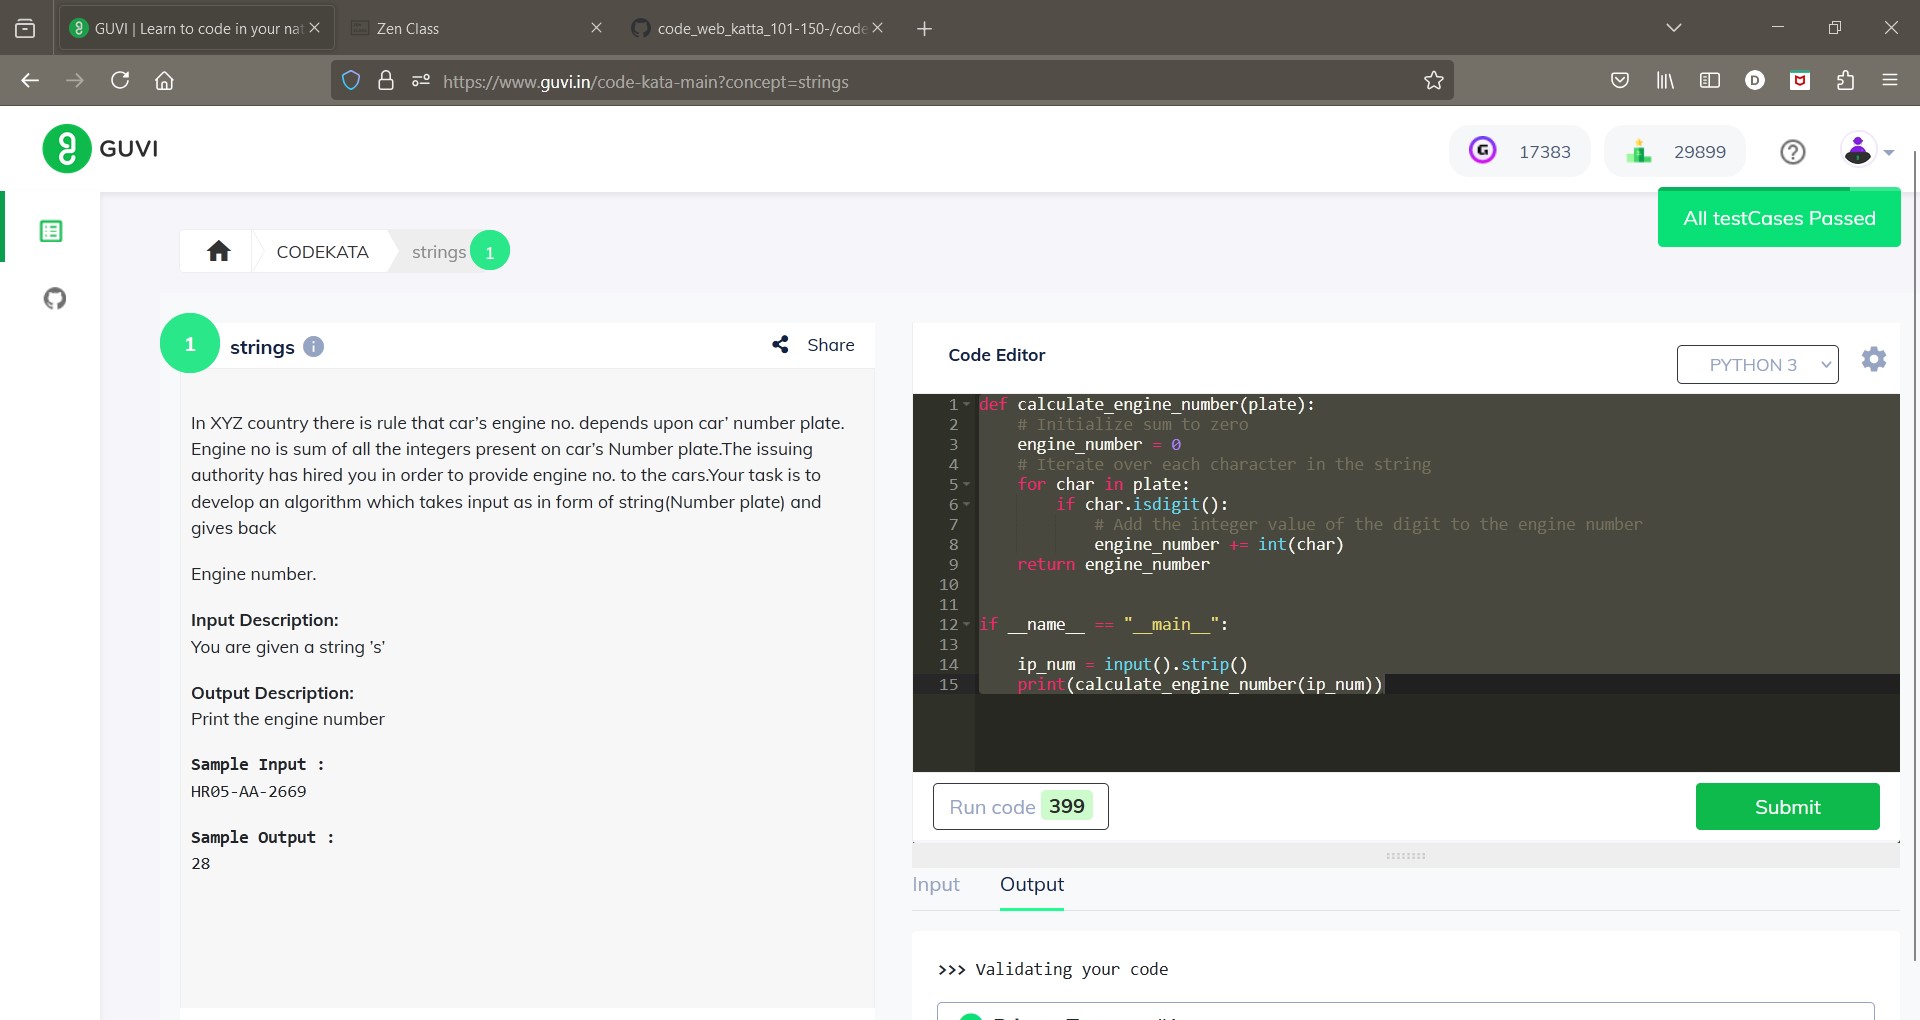 GUVI | Learn to code in your nat
Zen Class
code_web_katta_101-150-/code
https://www.guvi.in/code-kata-main?concept=strings
D
GUVI
G 17383
29899
All testCases Passed
CODEKATA
strings 1
1 strings
Share
In XYZ country there is rule that car’s engine no. depends upon car’ number plate.
Engine no is sum of all the integers present on car’s Number plate.The issuing
authority has hired you in order to provide engine no. to the cars.Your task is to
develop an algorithm which takes input as in form of string(Number plate) and
gives back
Engine number.
Input Description:
You are given a string ’s’
Output Description:
Print the engine number
Sample Input :
HR05-AA-2669
Sample Output :
28
Code Editor
PYTHON 3
1 def calculate_engine_number(plate):
2 # Initialize sum to zero
3 engine_number = 0
4 # Iterate over each character in the string
5 for char in plate:
6 if char.isdigit():
7 # Add the integer value of the digit to the engine number
8 engine_number += int(char)
9 return engine_number
10
11
12 if __name__ == "__main__":
13
14 ip_num = input().strip()
15 print(calculate_engine_number(ip_num))
Run code 399
Submit
Input
Output
>>> Validating your code